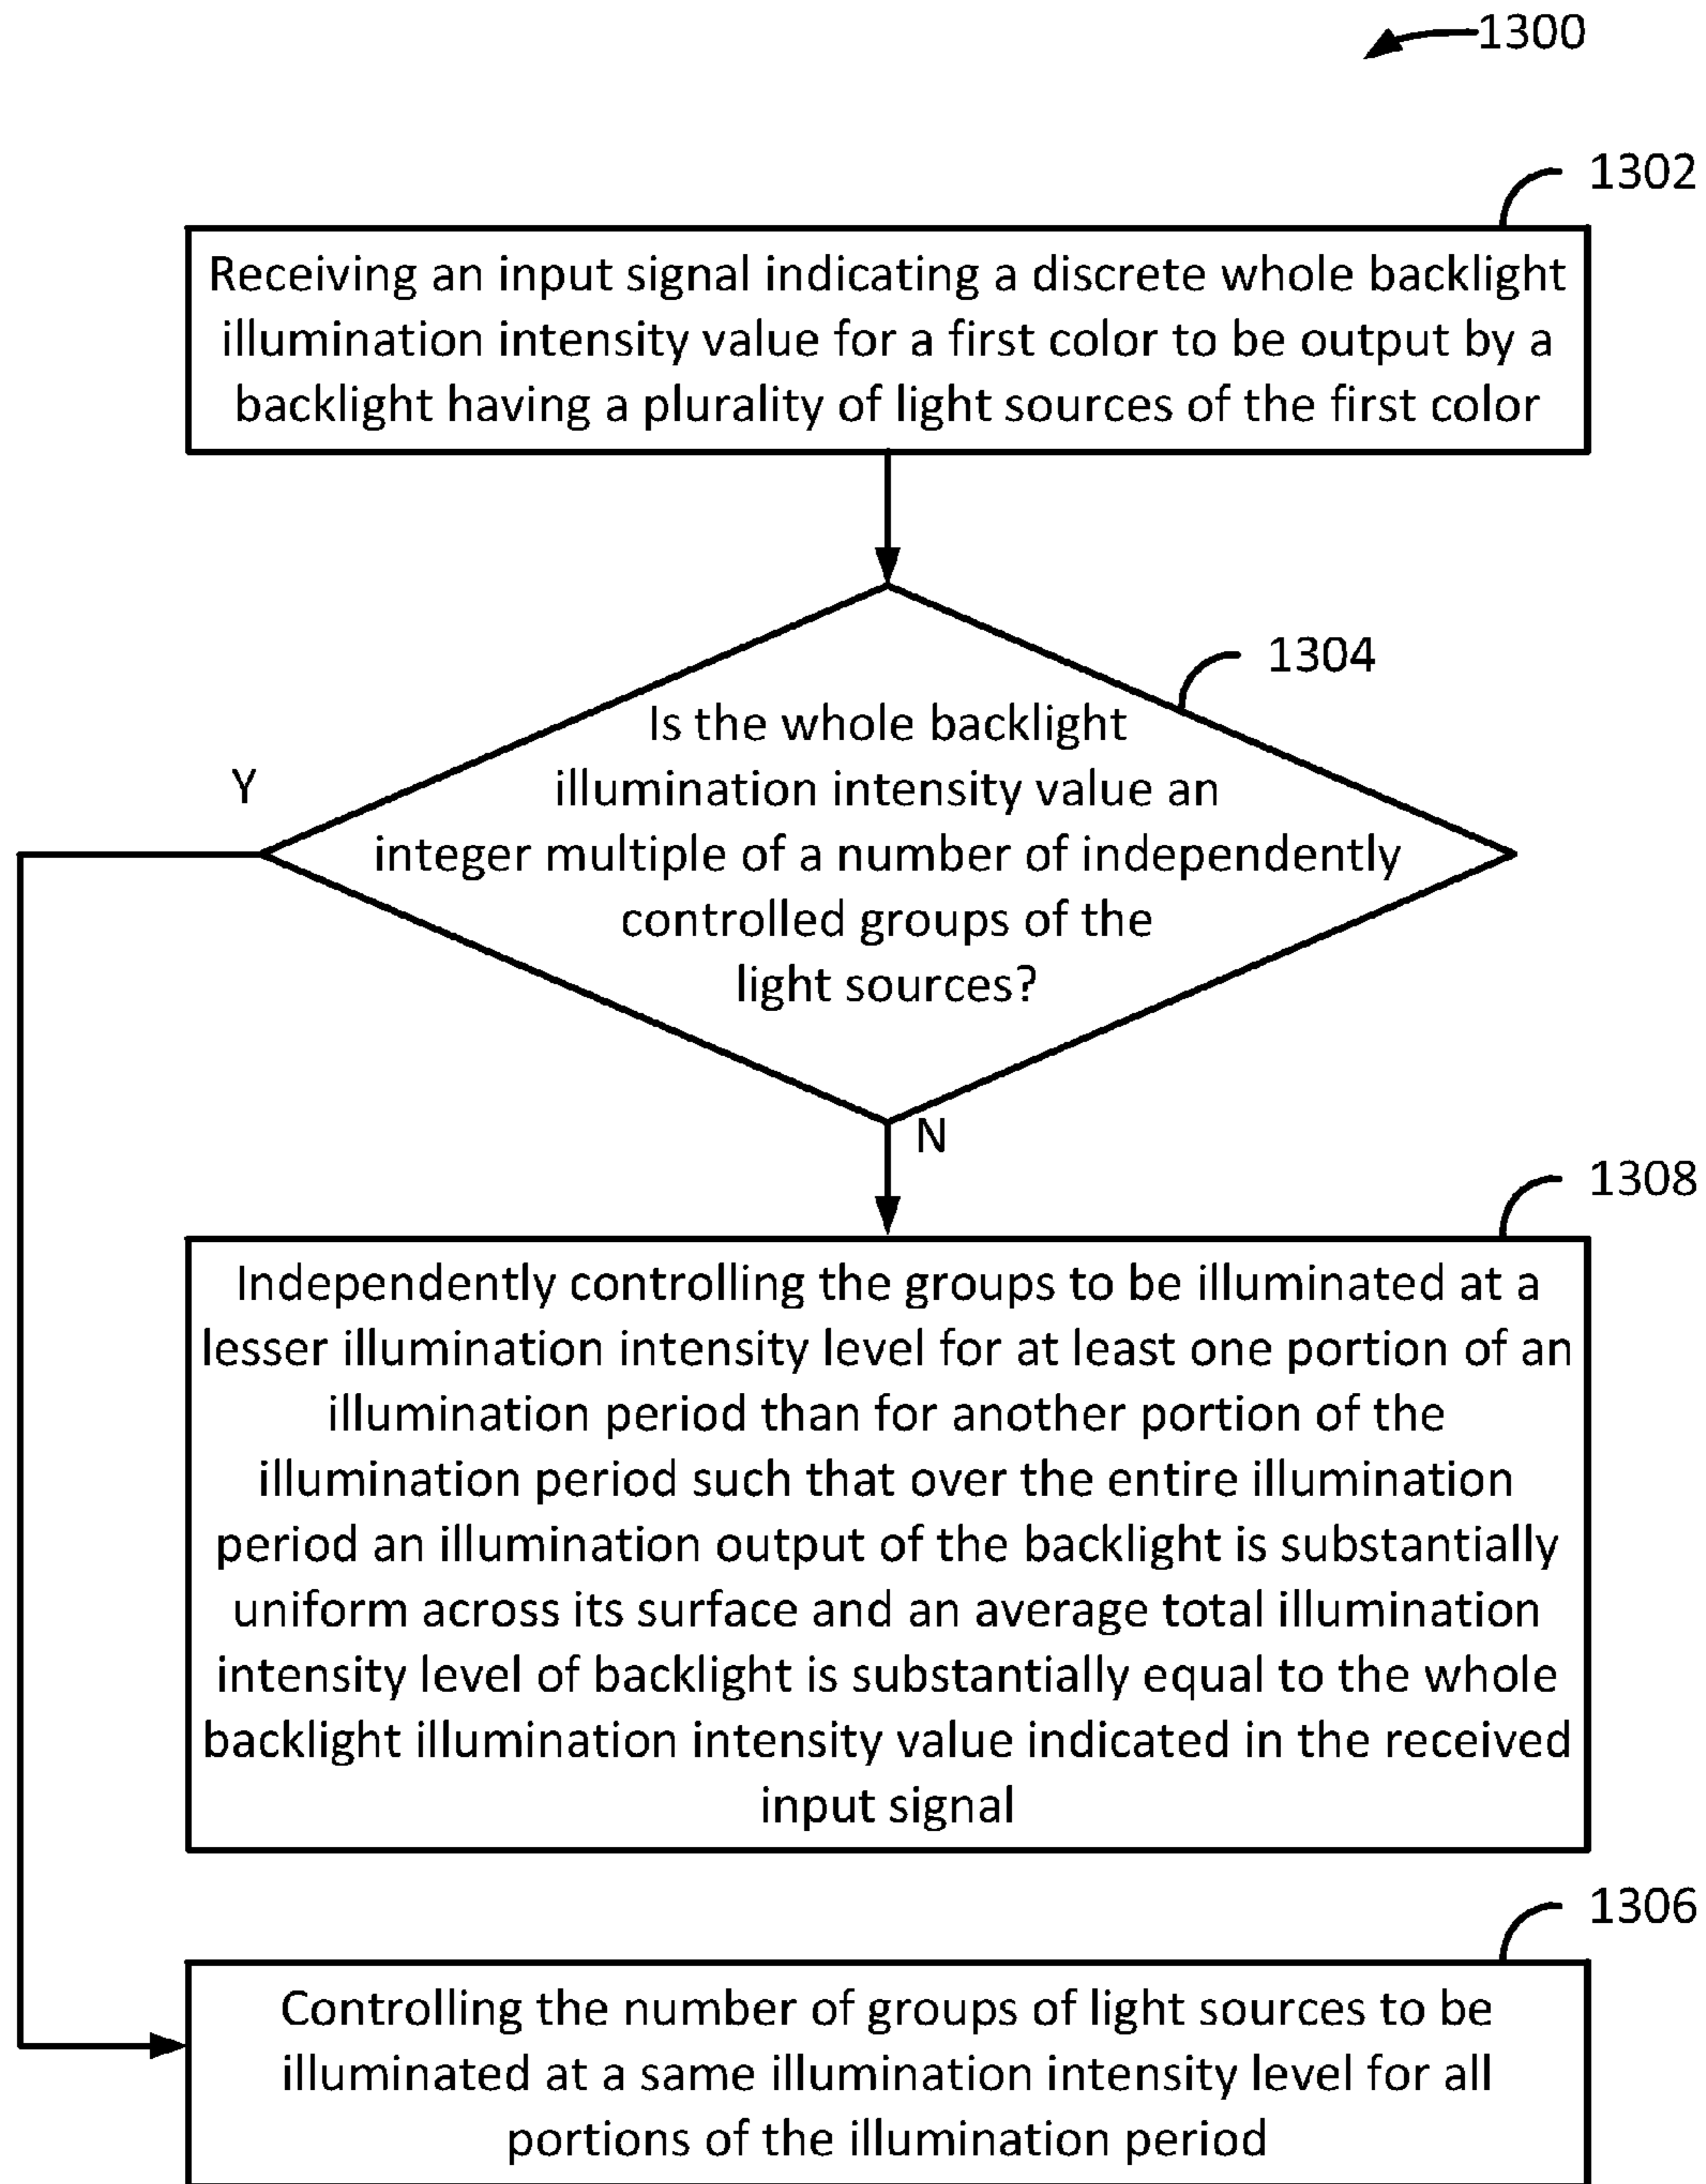 1300
1302
Receiving an input signal indicating a discrete whole backlight
illumination intensity value for a first color to be output by a
backlight having a plurality of light sources of the first color
1304
Is the whole backlight
illumination intensity value an
integer multiple of a number of independently
controlled groups of the
light sources?
Y
N
1308
Independently controlling the groups to be illuminated at a
lesser illumination intensity level for at least one portion of an
illumination period than for another portion of the
illumination period such that over the entire illumination
period an illumination output of the backlight is substantially
uniform across its surface and an average total illumination
intensity level of backlight is substantially equal to the whole
backlight illumination intensity value indicated in the received
input signal
1306
Controlling the number of groups of light sources to be
illuminated at a same illumination intensity level for all
portions of the illumination period